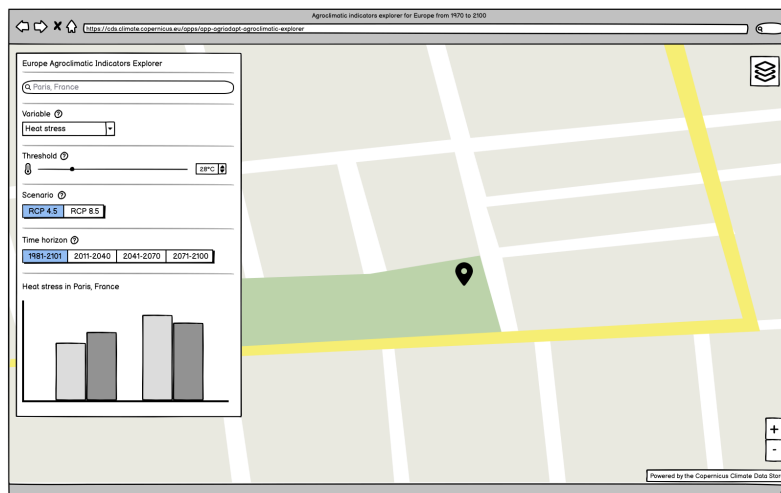 Agroclimatic indicators explorer for Europe from 1970 to 2100
https://cds.climate.copernicus.eu/apps/app-agriadapt-agroclimatic-explorer
Europe Agroclimatic Indicators Explorer
Paris, France
Variable ?
Heat stress
Threshold ?
28°C
Scenario ?
RCP 4.5 RCP 8.5
Time horizon ?
1981-2101 2011-2040 2041-2070 2071-2100
Heat stress in Paris, France
+
-
Powered by the Copernicus Climate Data Stor